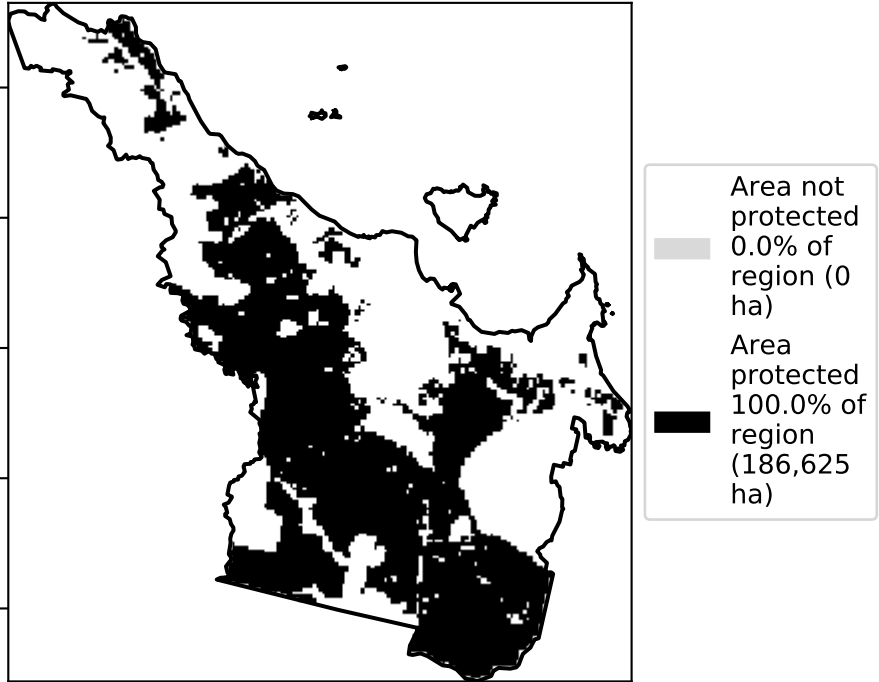 Area not
protected
0.0% of
region (0
ha)
Area
protected
100.0% of
region
(186,625
ha)